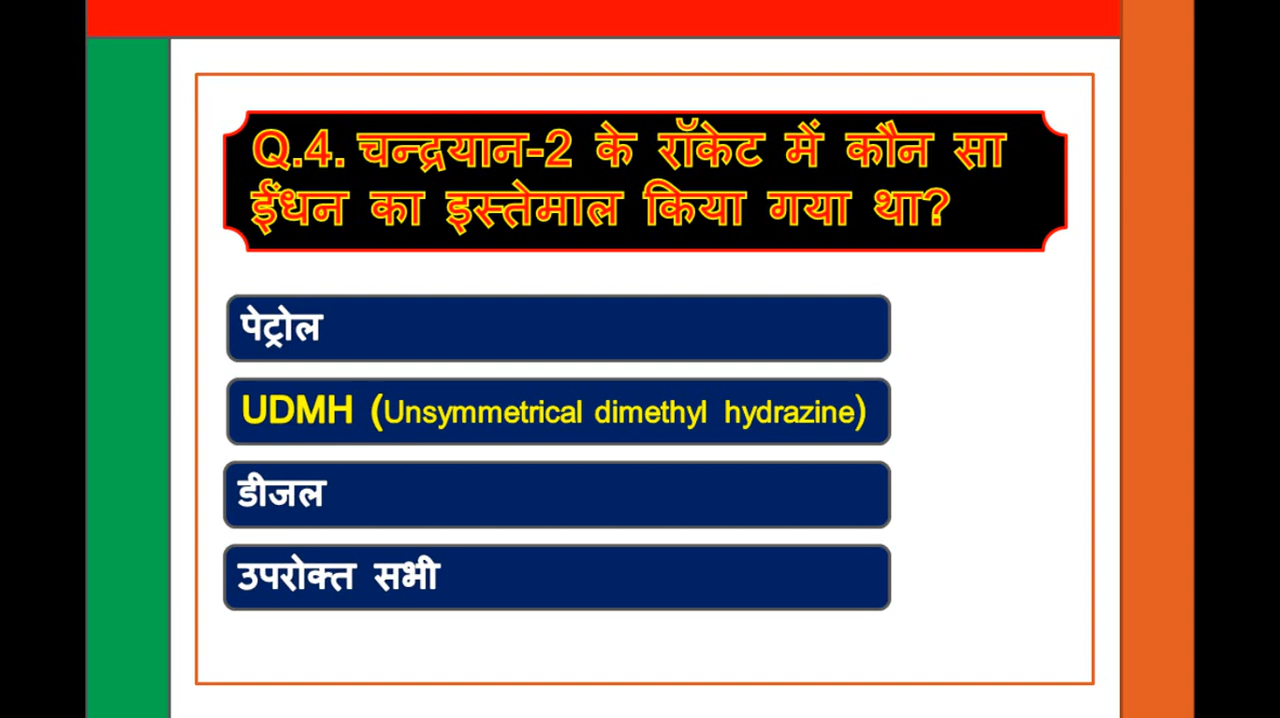 Q.4. चन्द्रयान-2 के रॉकेट में कौन सा
ईंधन का इस्तेमाल किया गया था?
पेट्रोल
UDMH (Unsymmetrical dimethyl hydrazine)
डीजल
उपरोक्त सभी